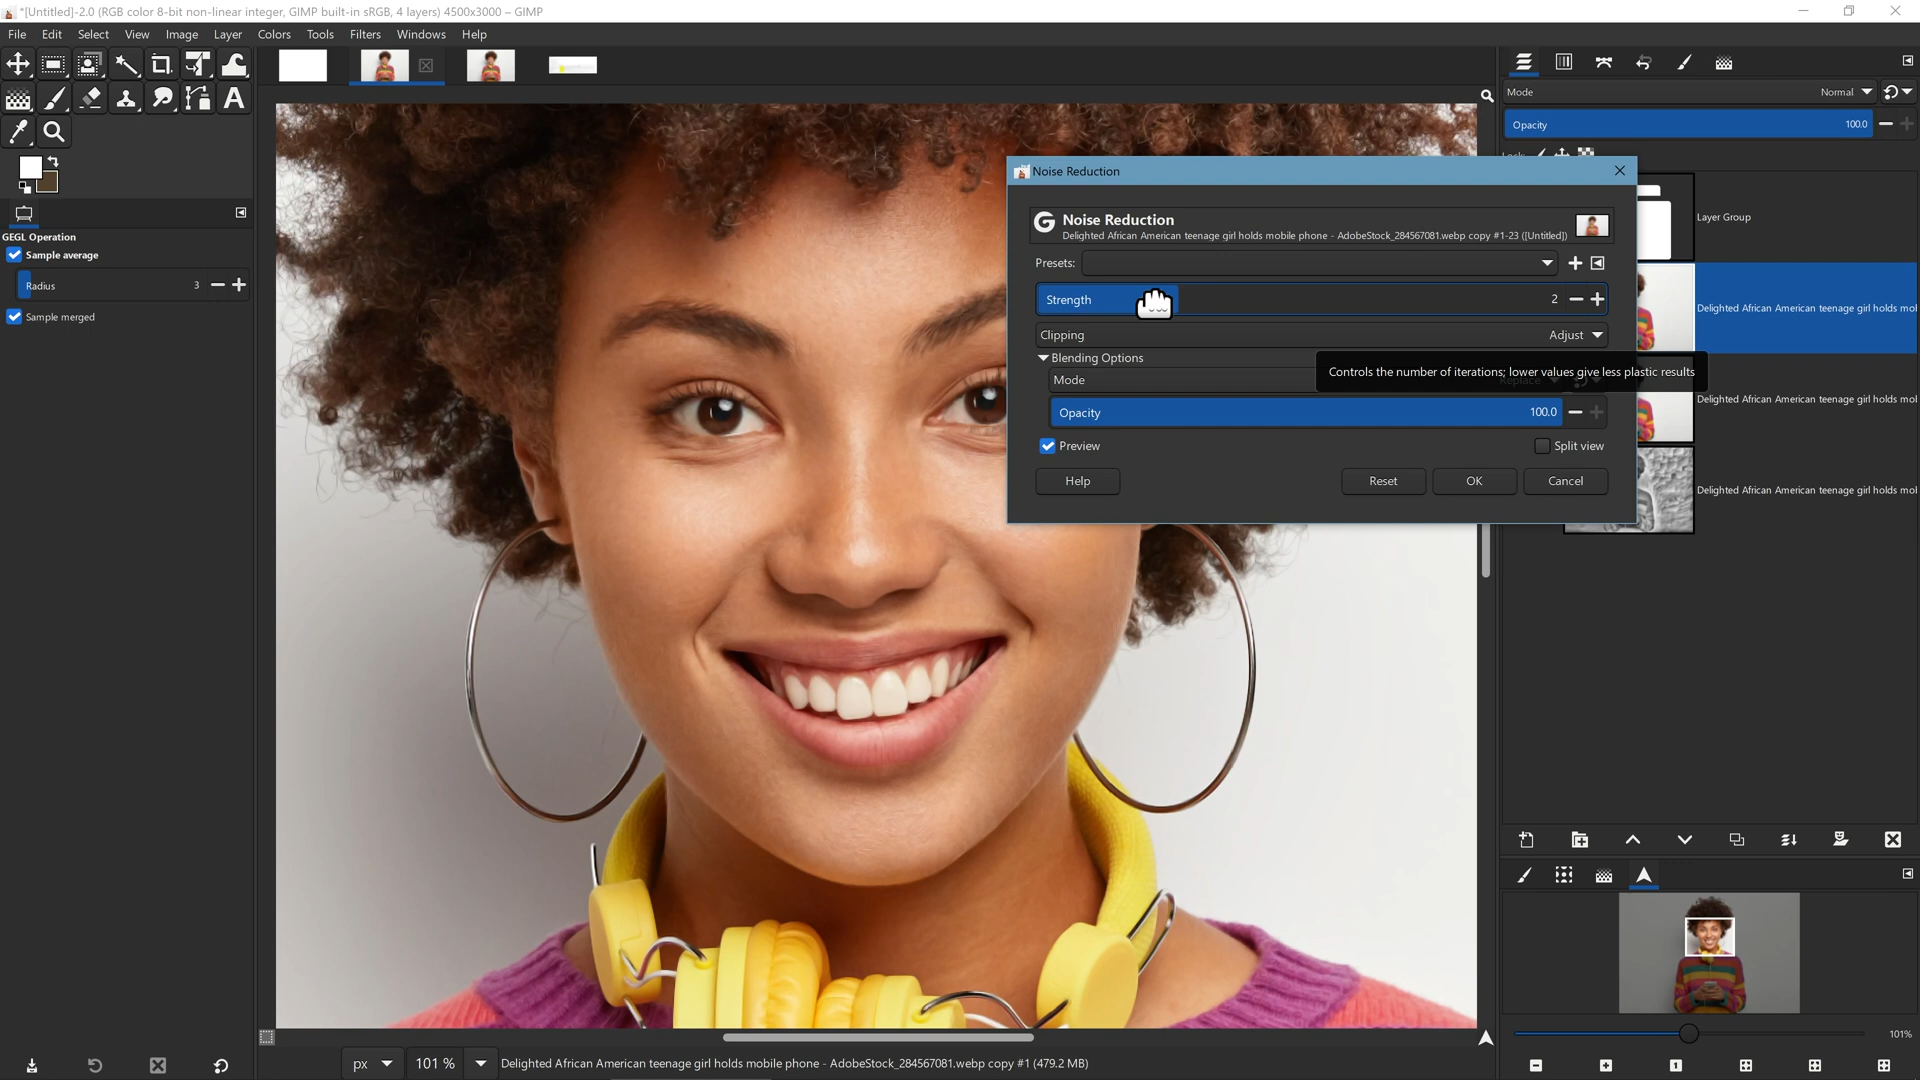 *[Untitled]-2.0 (RGB color 8-bit non-linear integer, GIMP built-in sRGB, 4 layers) 4500x3000 – GIMP
File Edit Select View Image Layer Colors Tools Filters Windows Help
Mode Normal
Opacity 100.0
Noise Reduction
Noise Reduction
Delighted African American teenage girl holds mobile phone - AdobeStock_284567081.webp copy #1-23 ([Untitled])
Presets:
Strength 2
Clipping Adjust
Blending Options
Mode Replace
Controls the number of iterations; lower values give less plastic results
Opacity 100.0
Preview Split view
Help Reset OK Cancel
GEGL Operation
Sample average
Radius 3
Sample merged
Layer Group
Delighted African American teenage girl holds mol
Delighted African American teenage girl holds mol
Delighted African American teenage girl holds mol
101%
px 101 % Delighted African American teenage girl holds mobile phone - AdobeStock_284567081.webp copy #1 (479.2 MB)